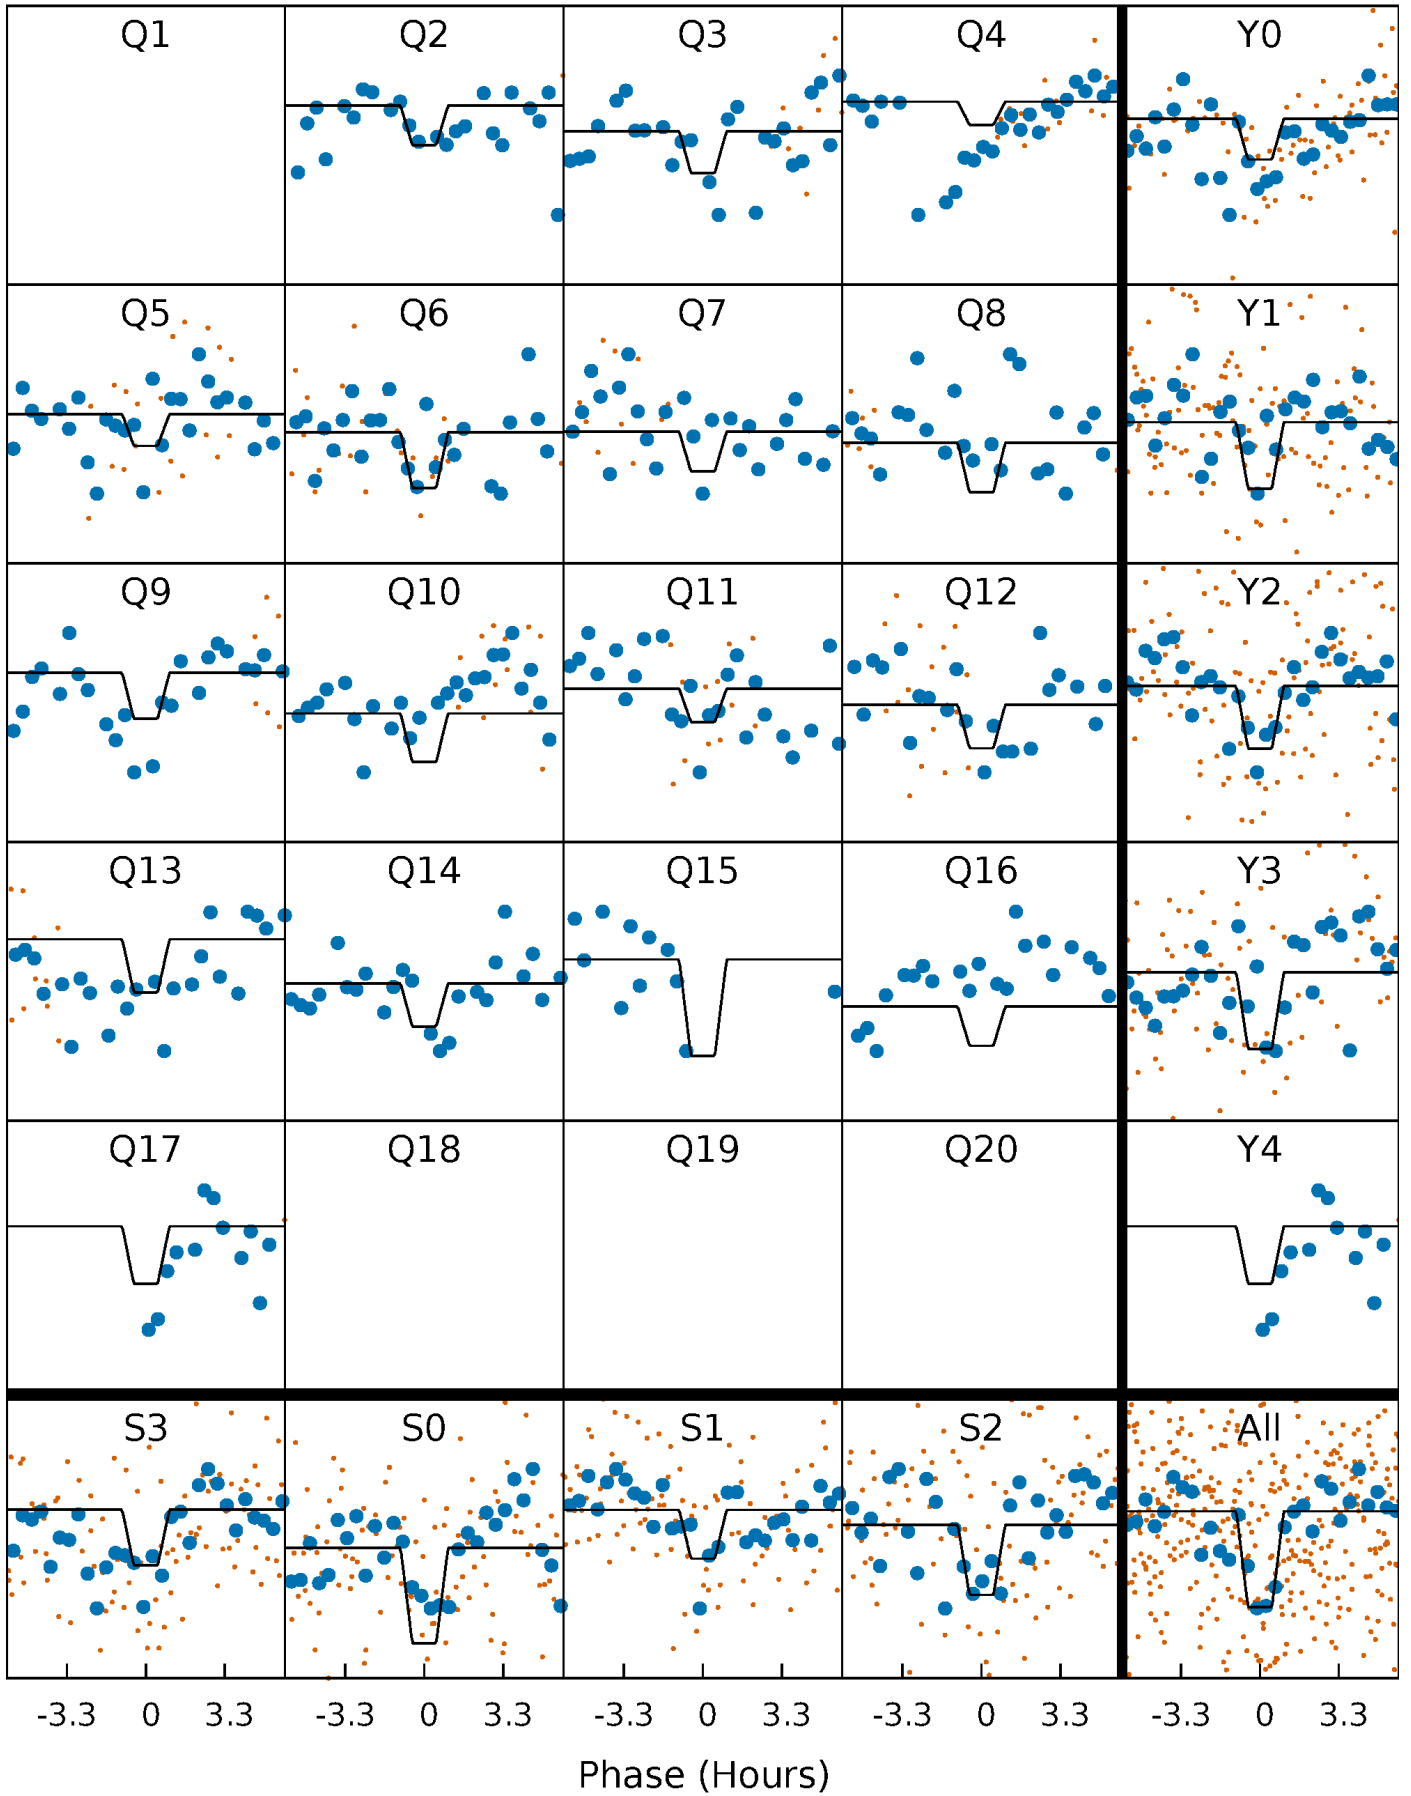 Q1 Q2 Q3 Q4 Y0
Q5 Q6 Q7 Q8 Y1
Q9 Q10 Q11 Q12 Y2
Q13 Q14 Q15 Q16 Y3
Q17 Q18 Q19 Q20 Y4
S3 S0 S1 S2 All
-3.3 0 3.3 -3.3 0 3.3 -3.3 0 3.3 -3.3 0 3.3 -3.3 0 3.3
Phase (Hours)